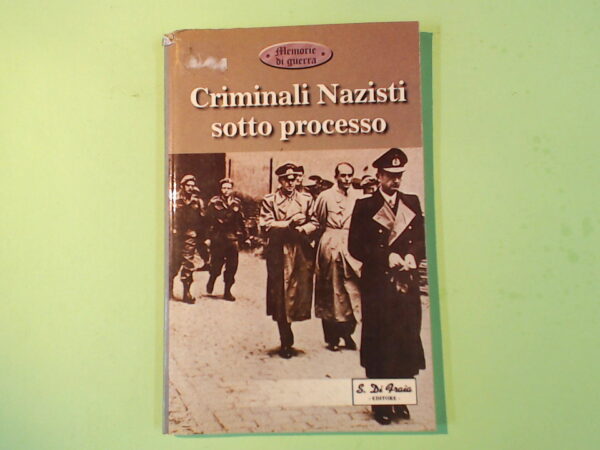 Memorie
di guerra
Criminali Nazisti
sotto processo
S. Di Fraia
- EDITORE -